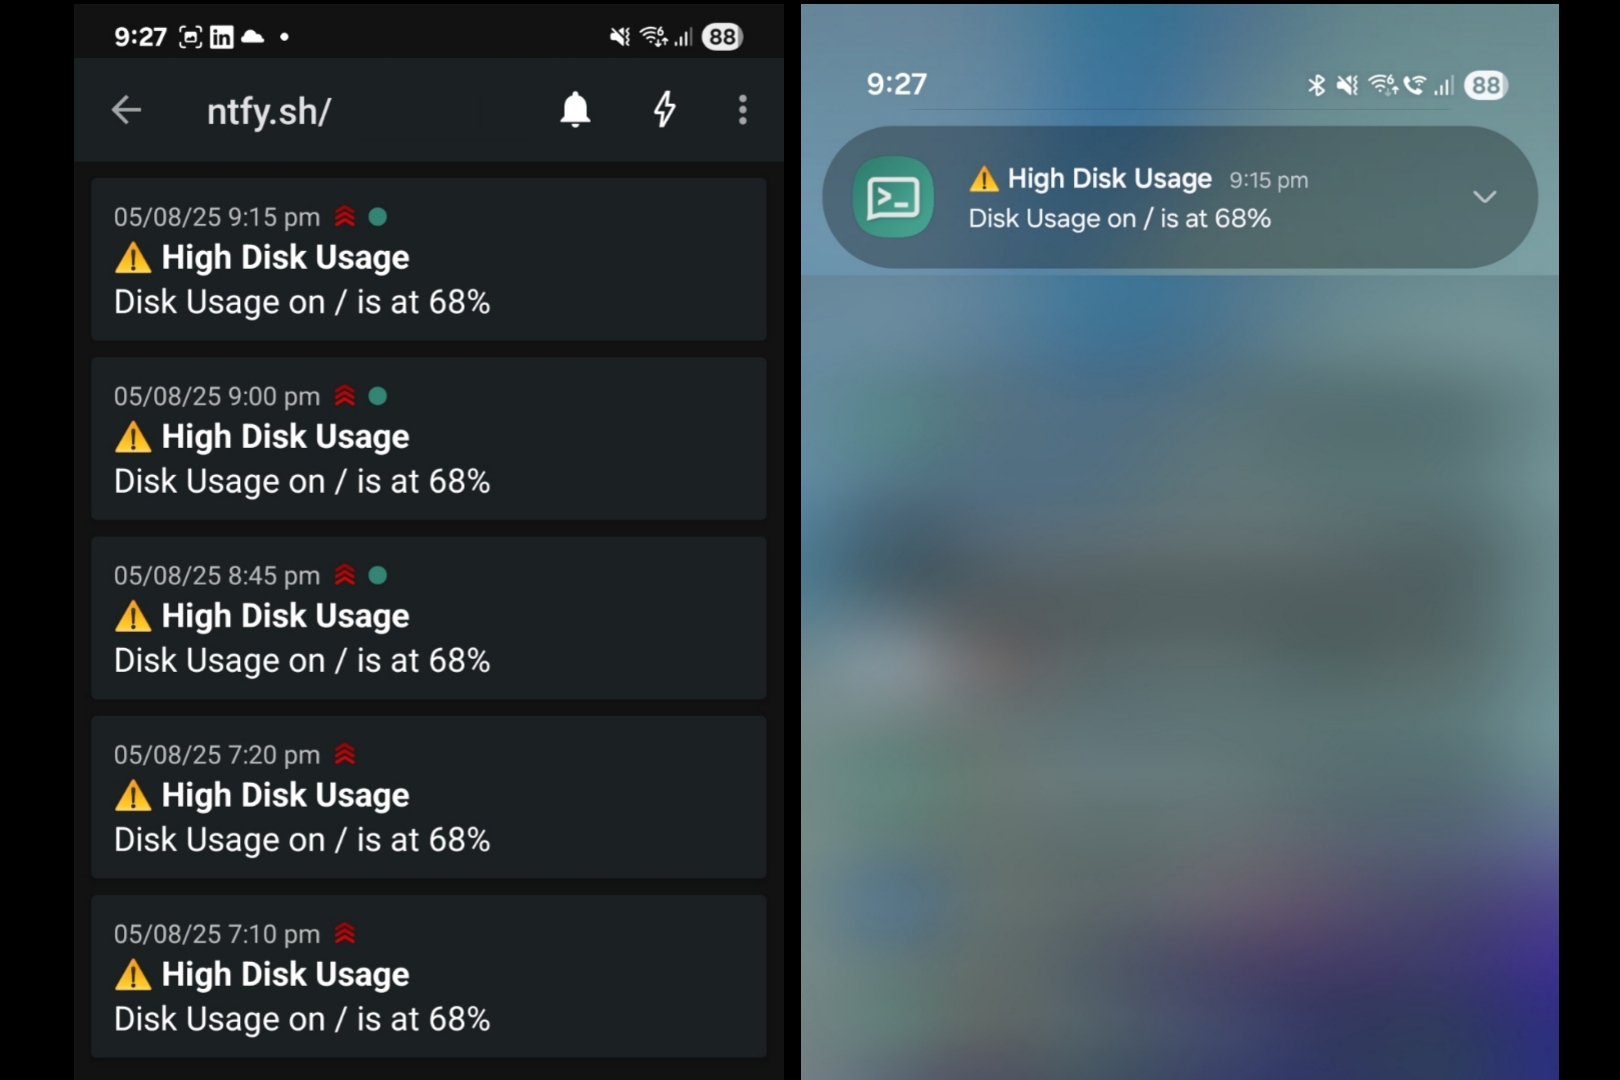 9:27 in 88
ntfy.sh/
05/08/25 9:15 pm
High Disk Usage
Disk Usage on / is at 68%
05/08/25 9:00 pm
High Disk Usage
Disk Usage on / is at 68%
05/08/25 8:45 pm
High Disk Usage
Disk Usage on / is at 68%
05/08/25 7:20 pm
High Disk Usage
Disk Usage on / is at 68%
05/08/25 7:10 pm
High Disk Usage
Disk Usage on / is at 68%
9:27 88
High Disk Usage 9:15 pm
Disk Usage on / is at 68%